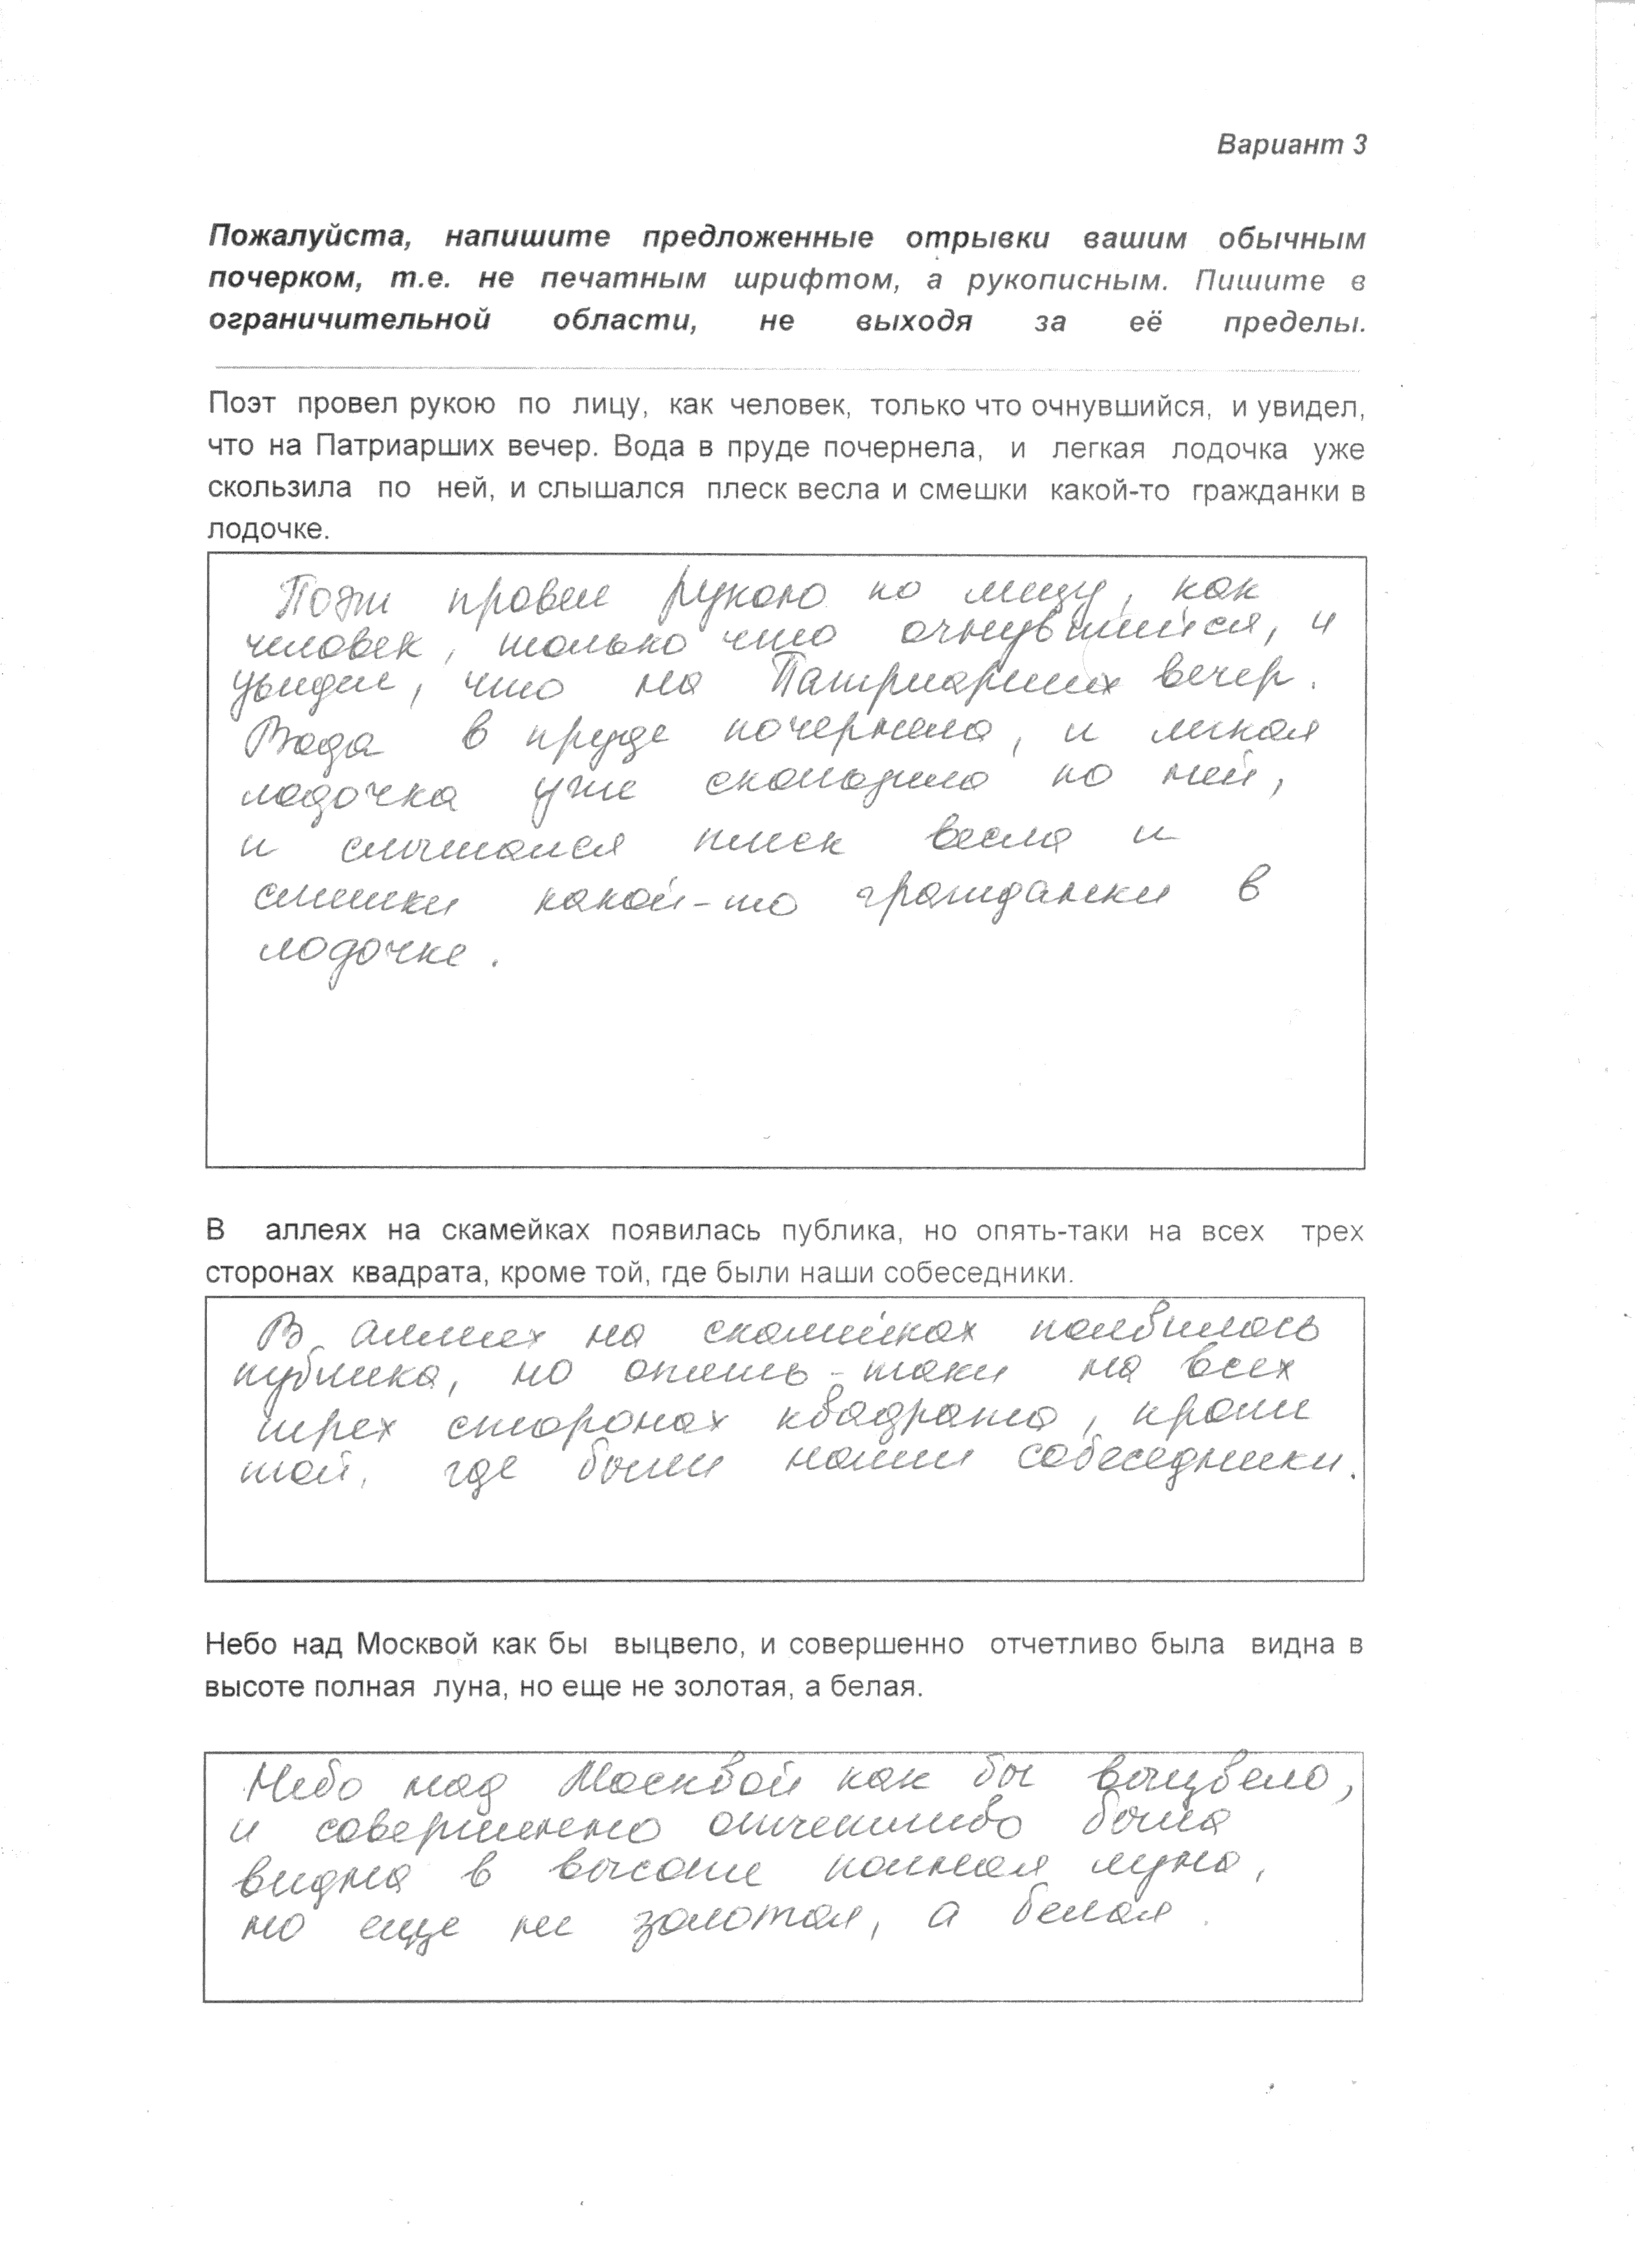 Вариант 3
Пожалуйста, напишите предложенные отрывки вашим обычным
почерком, т.е. не печатным шрифтом, а рукописным. Пишите в
ограничительной области, не выходя за её пределы.
Поэт провел рукою по лицу, как человек, только что очнувшийся, и увидел,
что на Патриарших вечер. Вода в пруде почернела, и легкая лодочка уже
скользила по ней, и слышался плеск весла и смешки какой-то гражданки в
лодочке.
Поэт провел рукою по лицу, как
человек, только что очнувшийся, и
увидел, что на Патриарших вечер.
Вода в пруде почернела, и легкая
лодочка уже скользила по ней,
и слышался плеск весла и
смешки какой-то гражданки в
лодочке.
В аллеях на скамейках появилась публика, но опять-таки на всех трех
сторонах квадрата, кроме той, где были наши собеседники.
В аллеях на скамейках появилась
публика, но опять-таки на всех
трех сторонах квадрата, кроме
той, где были наши собеседники.
Небо над Москвой как бы выцвело, и совершенно отчетливо была видна в
высоте полная луна, но еще не золотая, а белая.
Небо над Москвой как бы выцвело,
и совершенно отчетливо была
видна в высоте полная луна,
но еще не золотая, а белая.